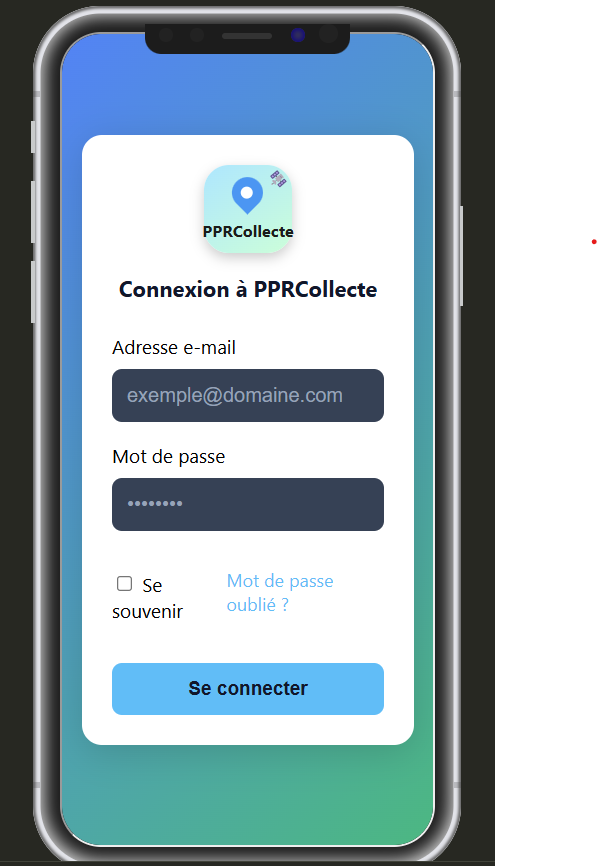 PPRCollecte
Connexion à PPRCollecte
Adresse e-mail
exemple@domaine.com
Mot de passe
••••••••
Se
souvenir
Mot de passe
oublié ?
Se connecter